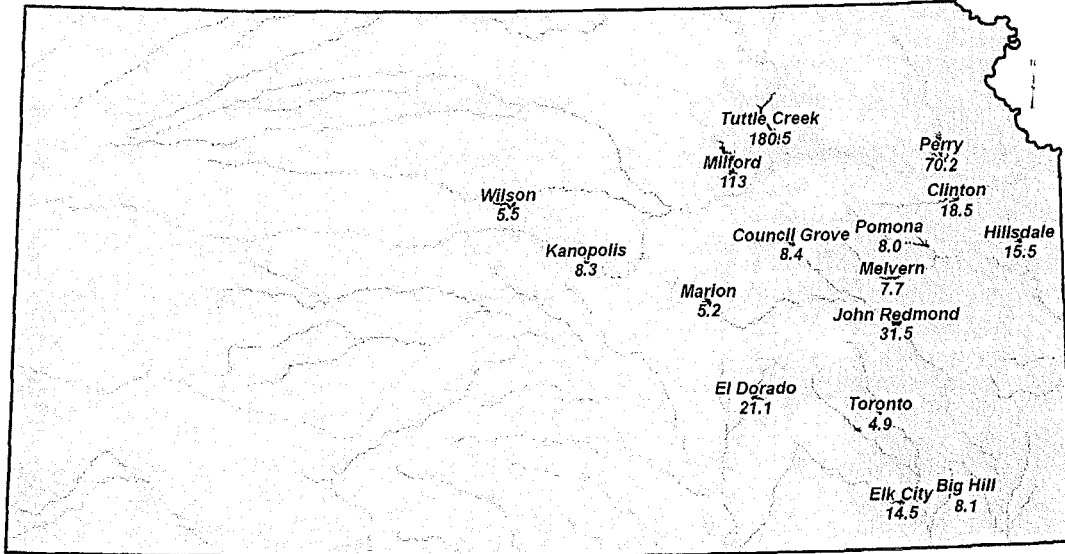 Tuttle Creek
180.5
Milford
113
Perry
70.2
Clinton
18.5
Wilson
5.5
Council Grove
8.4
Pomona
8.0
Hillsdale
15.5
Kanopolis
8.3
Melvern
7.7
Marion
5.2
John Redmond
31.5
El Dorado
21.1
Toronto
4.9
Elk City
14.5
Big Hill
8.1